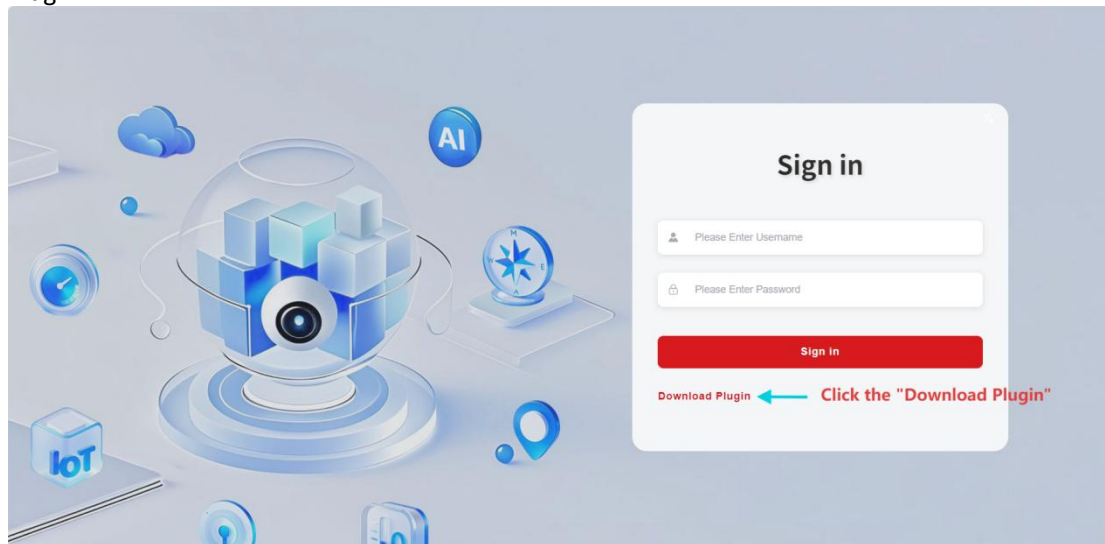 AI
M
W
E
A
IoT
Sign in
Please Enter Username
Please Enter Password
Sign in
Download Plugin
Click the "Download Plugin"